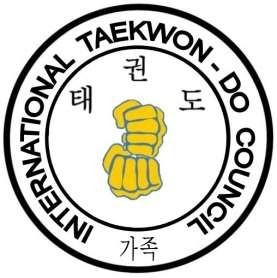 INTERNATIONAL TAEKWON-DO COUNCIL
태 권 도
가족